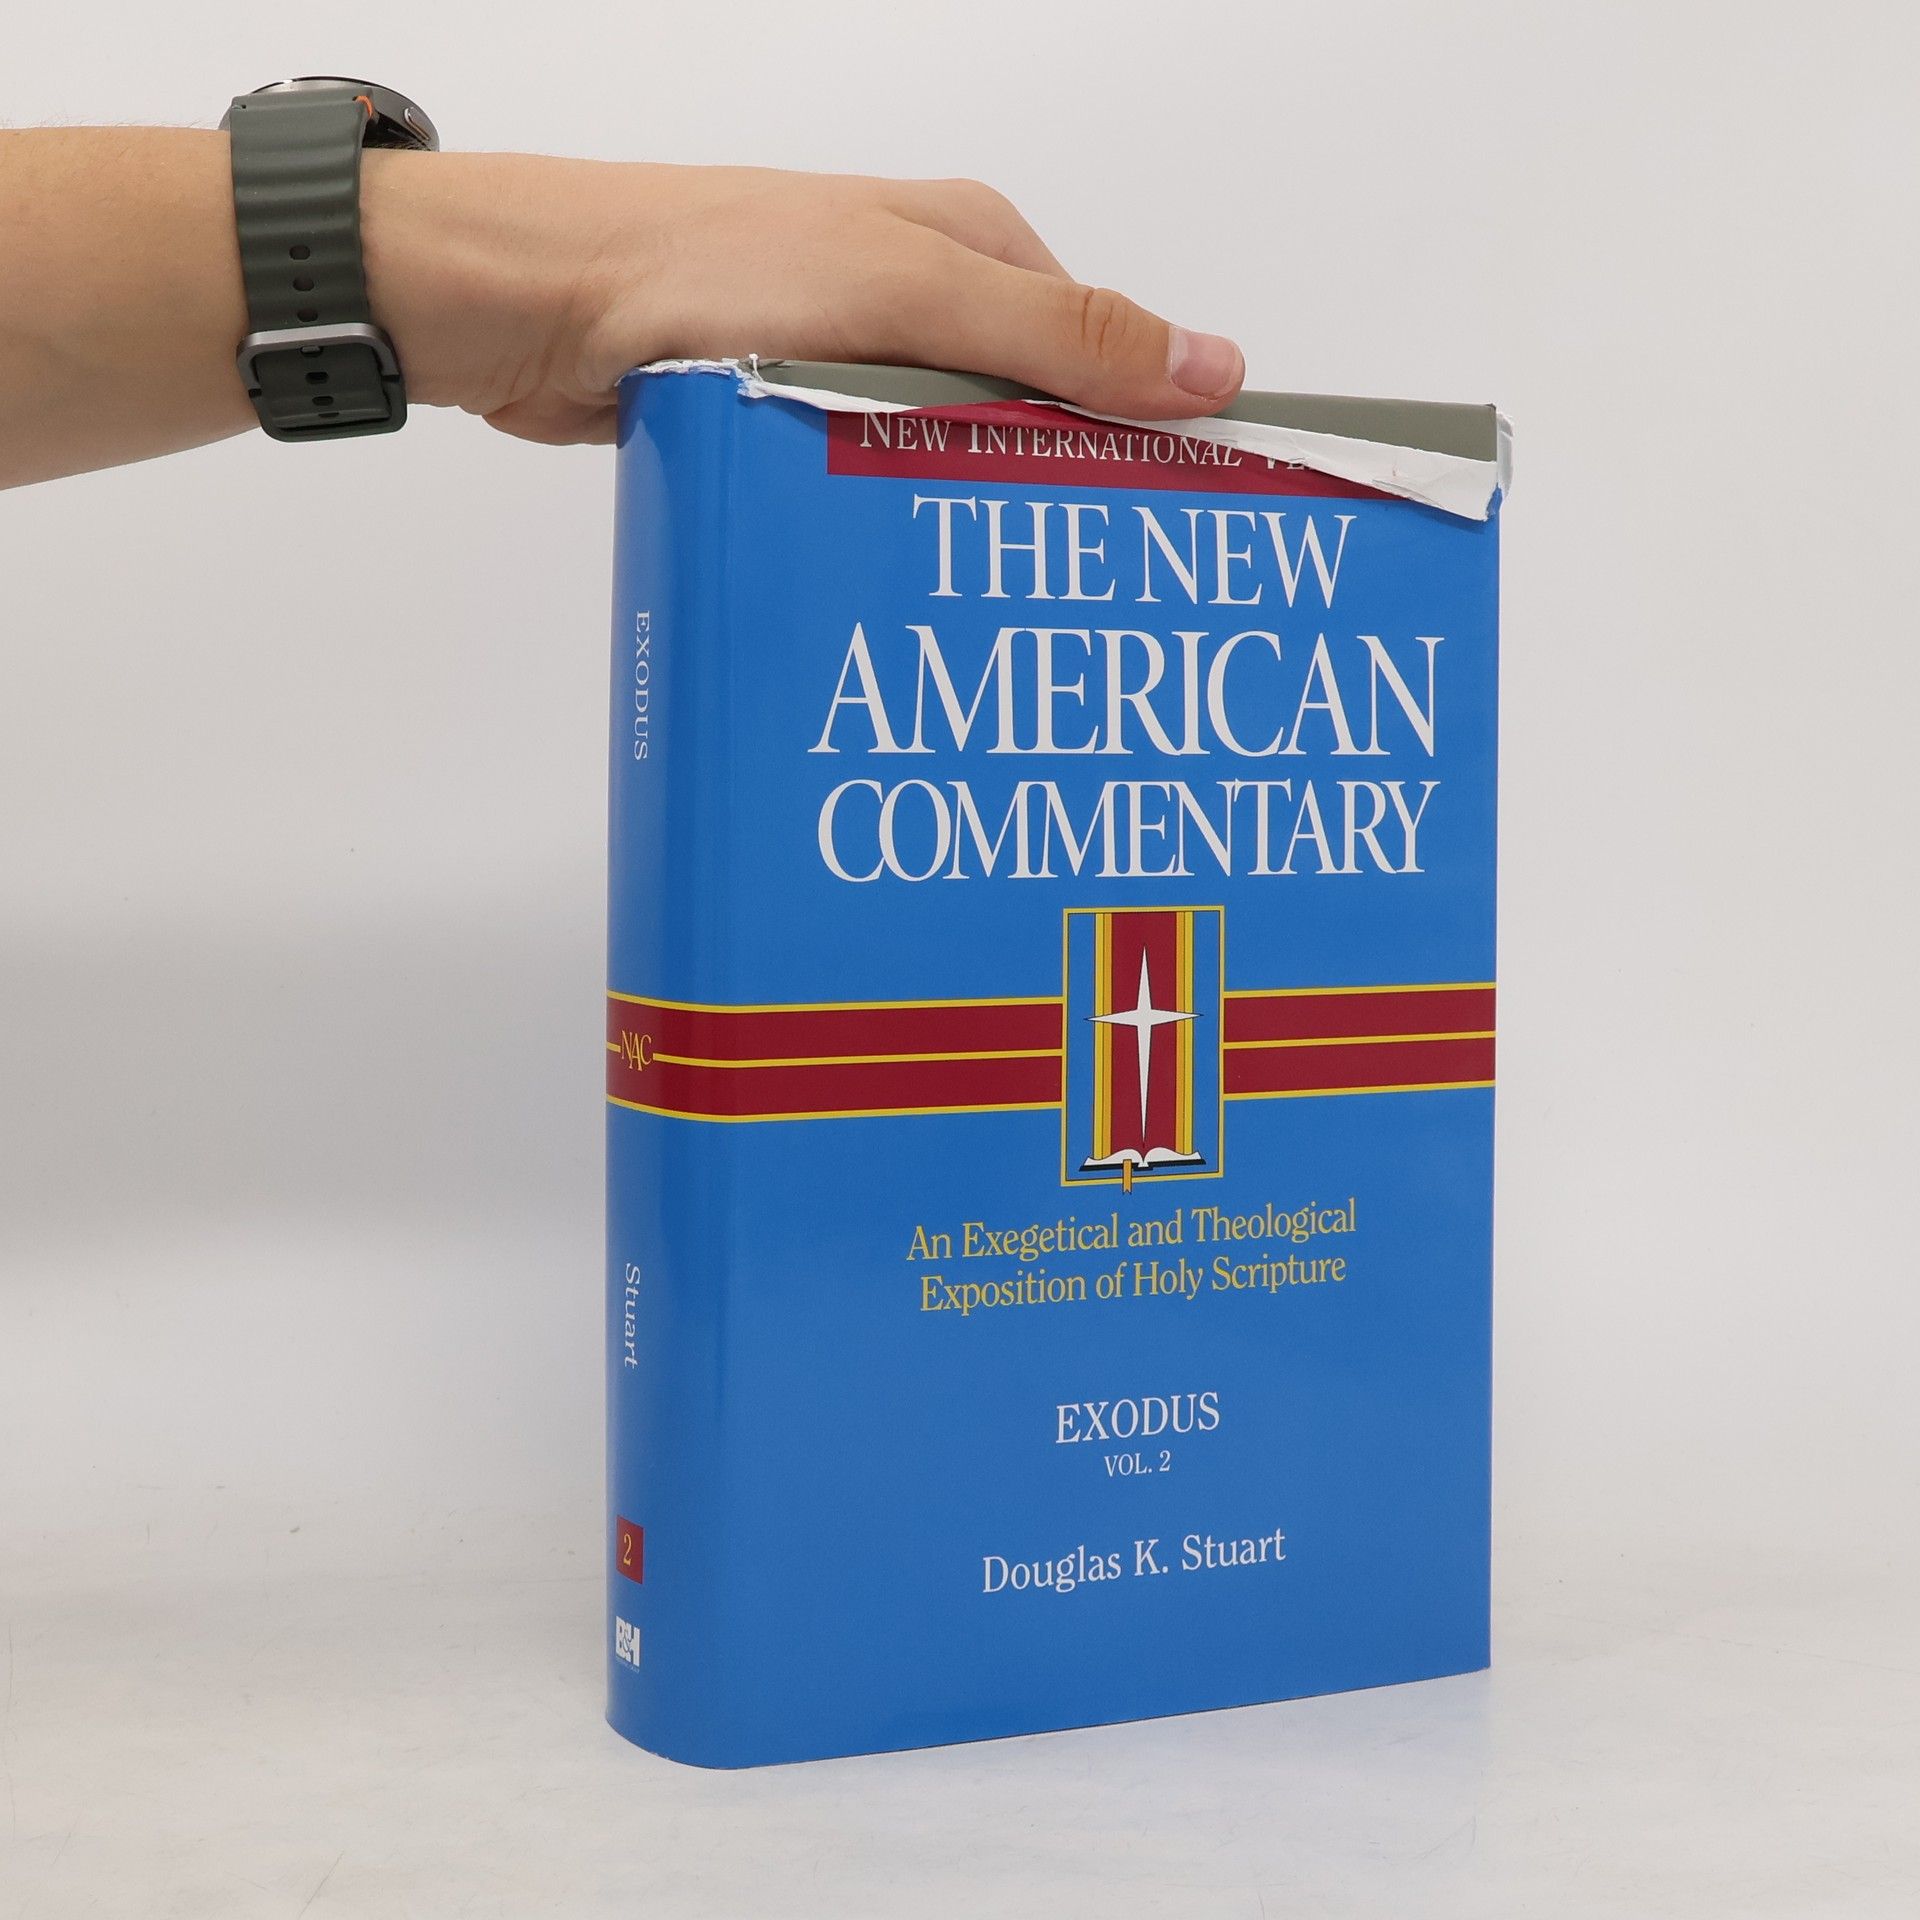 NEW INTERNATIONAL
THE NEW
AMERICAN
COMMENTARY
An Exegetical and Theological
Exposition of Holy Scripture
EXODUS
VOL. 2
Douglas K. Stuart
EXODUS
NAC
Stuart
2
B&H